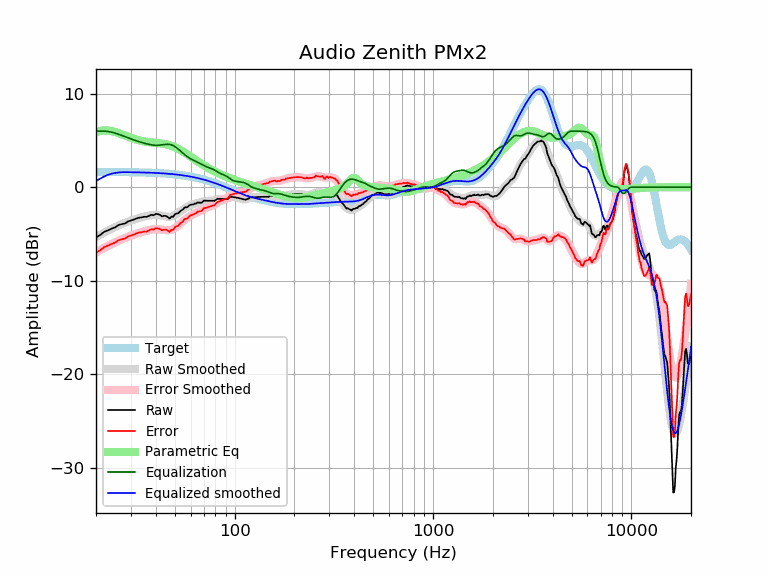 Audio Zenith PMx2
Amplitude (dBr)
10
0
−10
−20
−30
Target
Raw Smoothed
Error Smoothed
Raw
Error
Parametric Eq
Equalization
Equalized smoothed
100
1000
10000
Frequency (Hz)